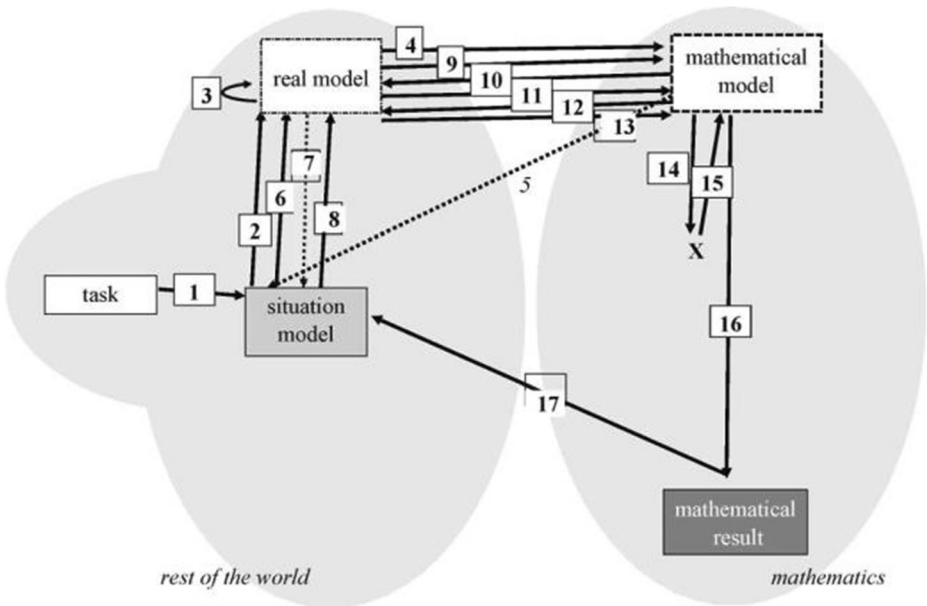 4
9
real model
10
mathematical
model
3
11
12
13
7
14
15
5
6
2
8
task
1
situation
model
X
16
17
mathematical
result
rest of the world
mathematics